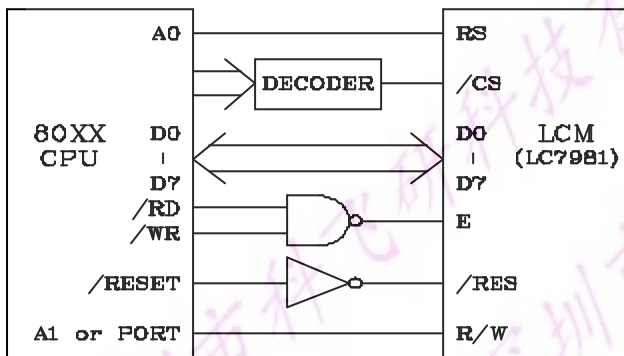 A0 RS
DECODER /CS
80XX
CPU
D0
|
D7
D0
|
D7
LCM
(LC7981)
/RD
/WR
E
/RESET /RES
A1 or PORT R/W